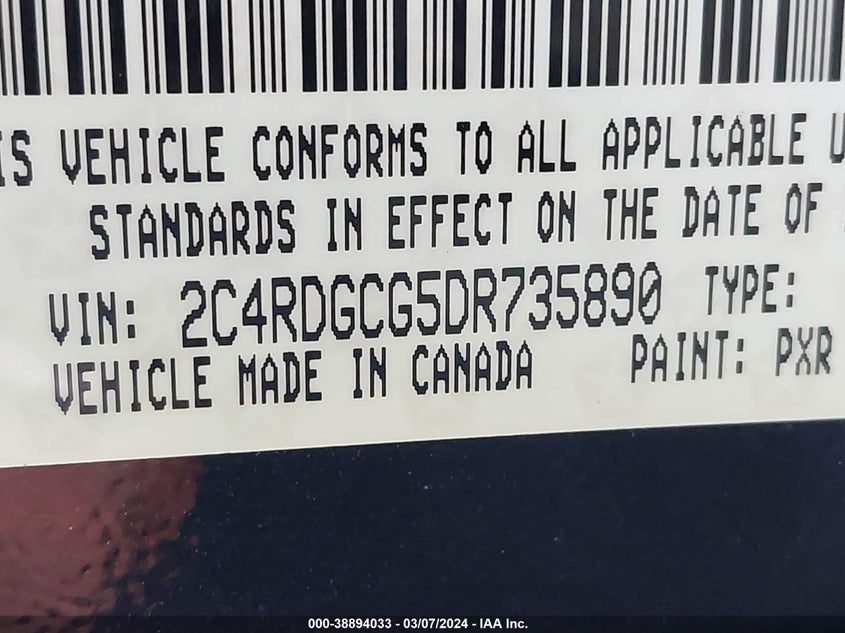 IS VEHICLE CONFORMS TO ALL APPLICABLE U
STANDARDS IN EFFECT ON THE DATE OF
VIN: 2C4RDGCG5DR735890 TYPE:
VEHICLE MADE IN CANADA PAINT: PXR
000-38894033 - 03/07/2024 - IAA Inc.